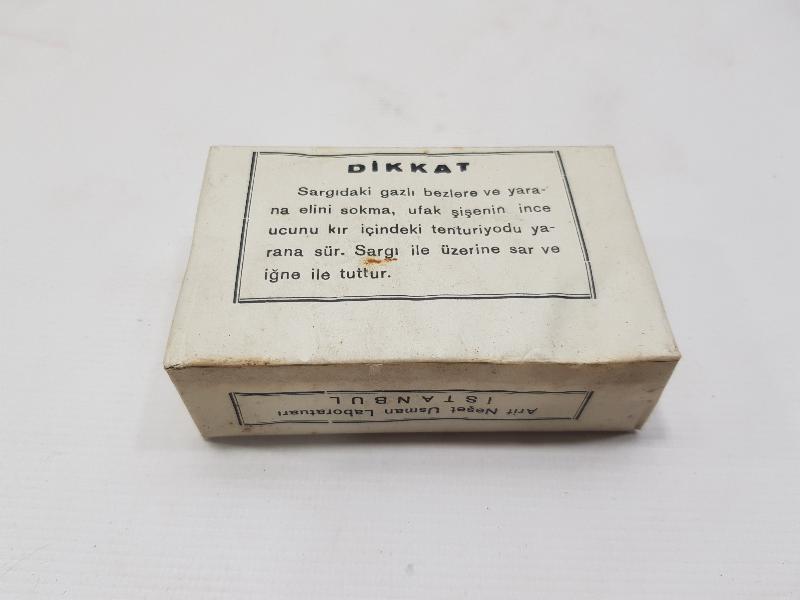 DİKKAT
Sargıdaki gazlı bezlere ve yara-
na elini sokma, ufak şişenin ince
ucunu kır içindeki tenturiyodu ya-
rana sür. Sargı ile üzerine sar ve
iğne ile tuttur.
Arif Neşet Usman Laboratuarı
İSTANBUL